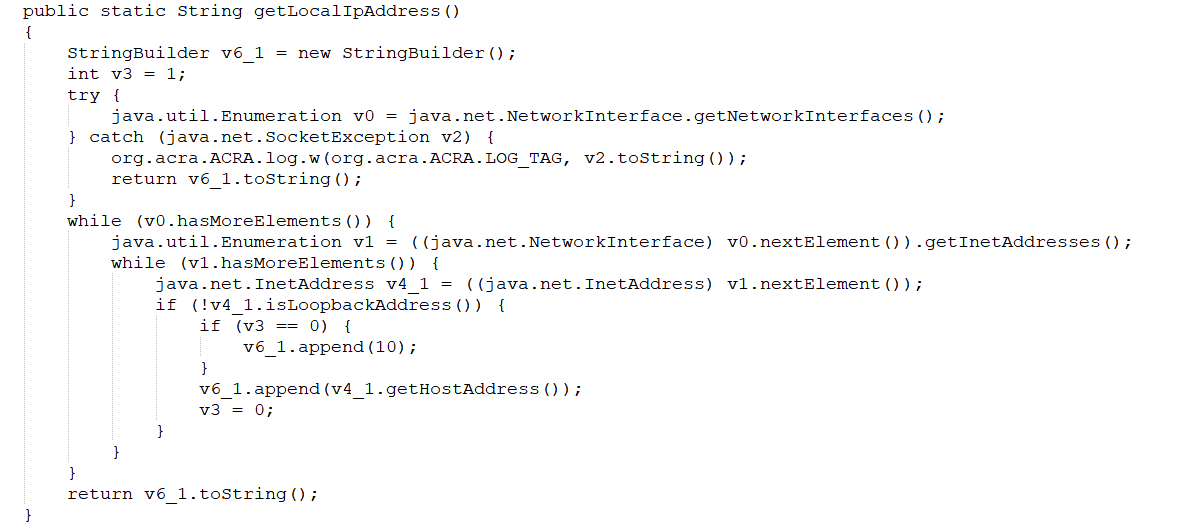 public static String getLocalIpAddress()
{
    StringBuilder v6_1 = new StringBuilder();
    int v3 = 1;
    try {
        java.util.Enumeration v0 = java.net.NetworkInterface.getNetworkInterfaces();
    } catch (java.net.SocketException v2) {
        org.acra.ACRA.log.w(org.acra.ACRA.LOG_TAG, v2.toString());
        return v6_1.toString();
    }
    while (v0.hasMoreElements()) {
        java.util.Enumeration v1 = ((java.net.NetworkInterface) v0.nextElement()).getInetAddresses();
        while (v1.hasMoreElements()) {
            java.net.InetAddress v4_1 = ((java.net.InetAddress) v1.nextElement());
            if (!v4_1.isLoopbackAddress()) {
                if (v3 == 0) {
                    v6_1.append(10);
                }
                v6_1.append(v4_1.getHostAddress());
                v3 = 0;
            }
        }
    }
    return v6_1.toString();
}